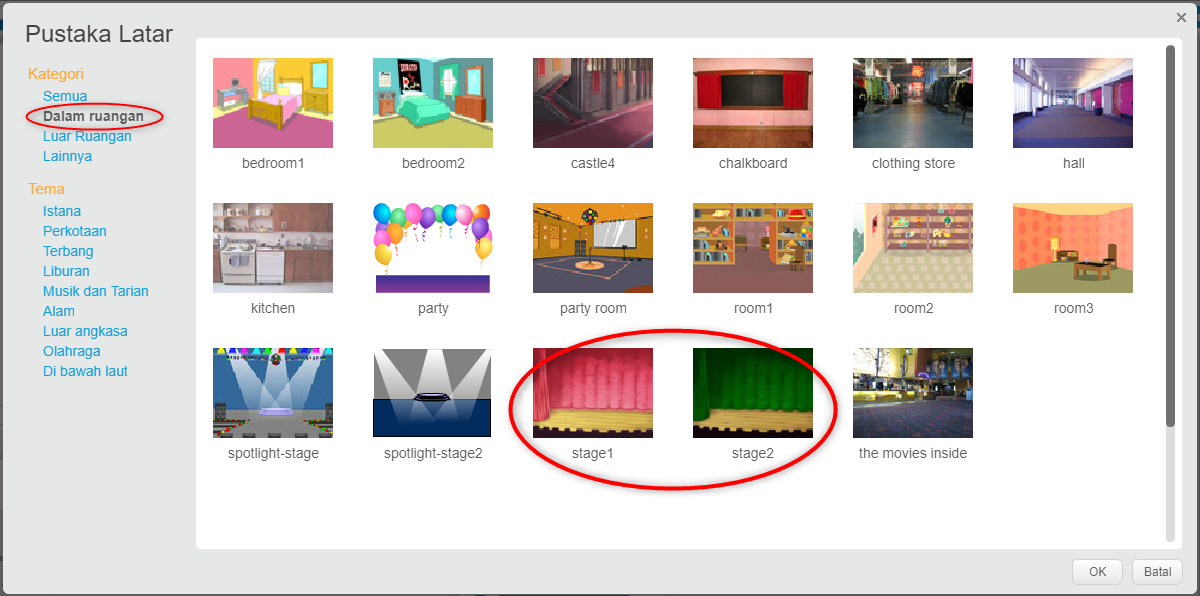 Pustaka Latar
Kategori
Semua
Dalam ruangan
Luar Ruangan
Lainnya
Tema
Istana
Perkotaan
Terbang
Liburan
Musik dan Tarian
Alam
Luar angkasa
Olahraga
Di bawah laut
bedroom1 bedroom2 castle4 chalkboard clothing store hall
kitchen party party room room1 room2 room3
spotlight-stage spotlight-stage2 stage1 stage2 the movies inside
OK Batal